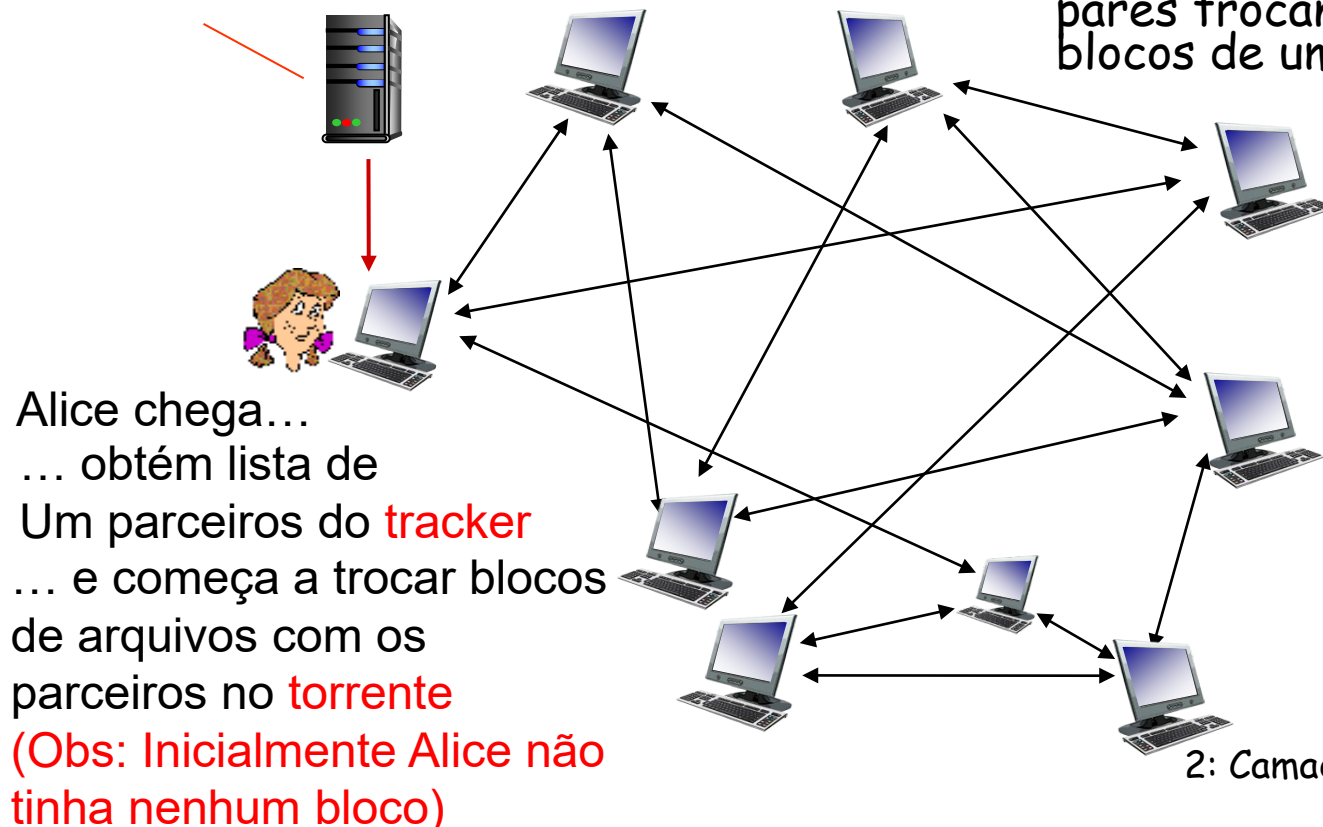 pares trocar
blocos de um
Alice chega…
… obtém lista de
Um parceiros do tracker
… e começa a trocar blocos
de arquivos com os
parceiros no torrente
(Obs: Inicialmente Alice não
tinha nenhum bloco)
2: Camad